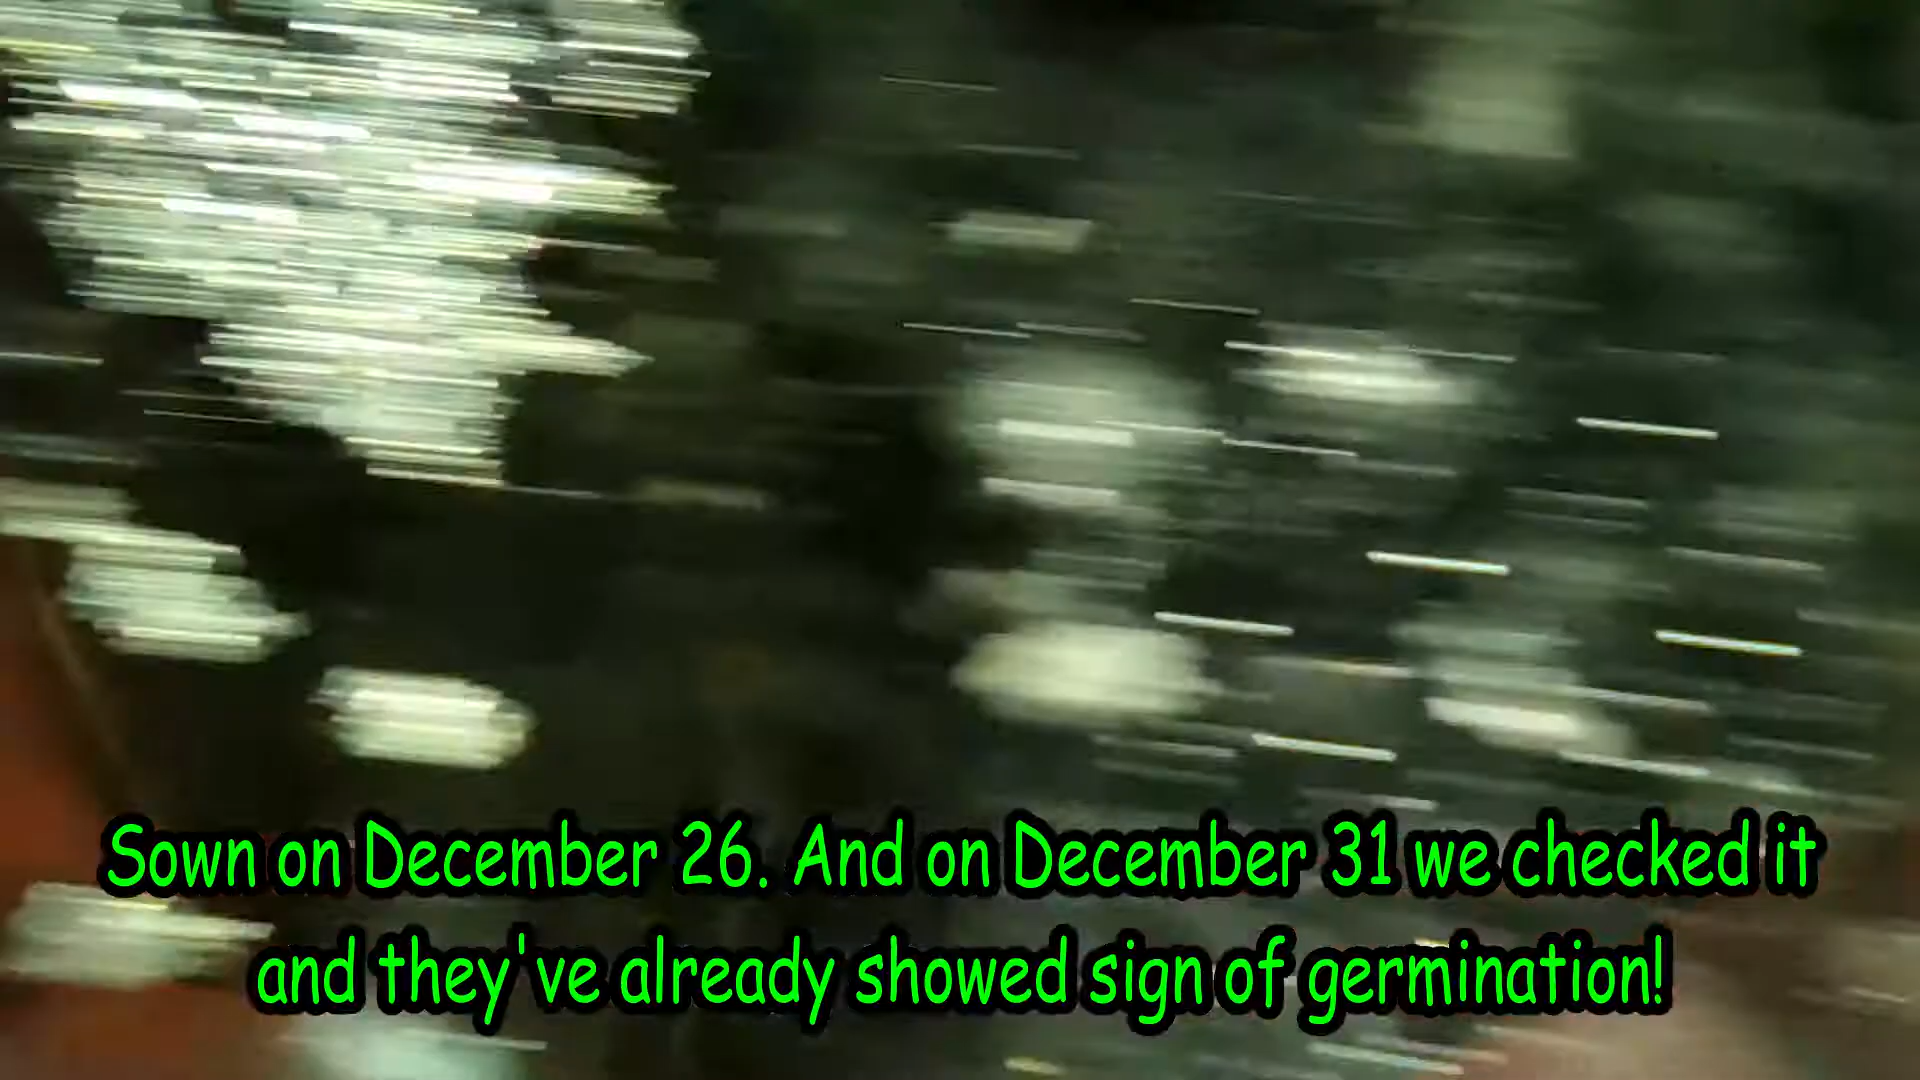 Sown on December 26. And on December 31 we checked it
and they've already showed sign of germination!